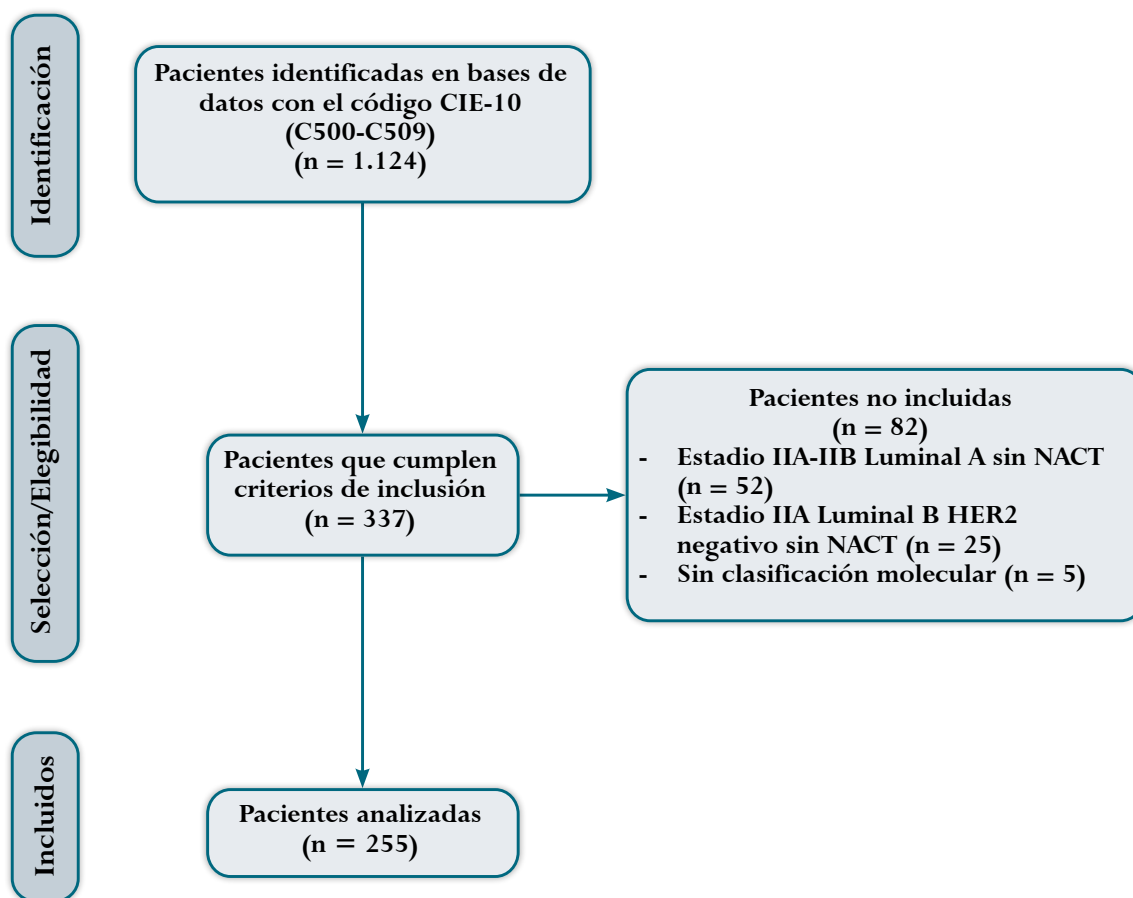 Identificación
Pacientes identificadas en bases de
datos con el código CIE-10
(C500-C509)
(n = 1.124)
Selección/Elegibilidad
Pacientes que cumplen
criterios de inclusión
(n = 337)
Pacientes no incluidas
(n = 82)
- Estadio IIA-IIB Luminal A sin NACT
(n = 52)
- Estadio IIA Luminal B HER2
negativo sin NACT (n = 25)
- Sin clasificación molecular (n = 5)
Incluidos
Pacientes analizadas
(n = 255)